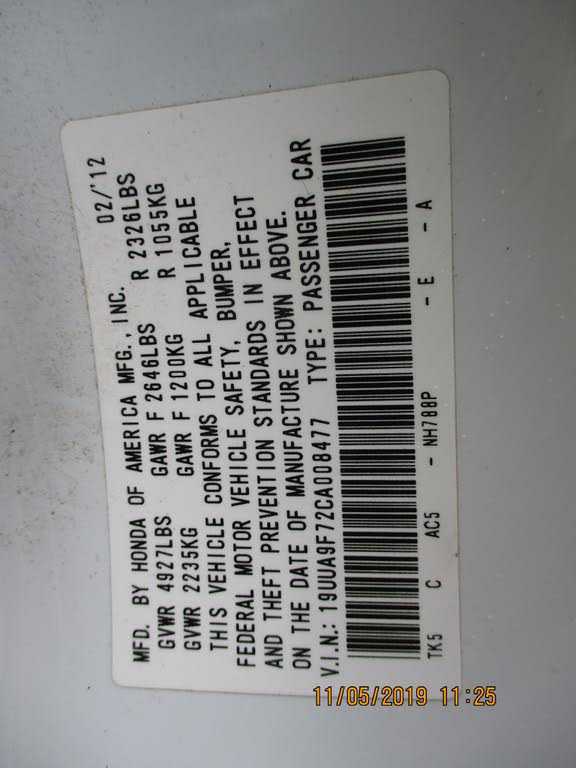 MFD. BY HONDA OF AMERICA MFG., INC. 02/'12
GVWR 4927LBS GAWR F 2646LBS R 2326LBS
GVWR 2235KG GAWR F 1200KG R 1055KG
THIS VEHICLE CONFORMS TO ALL APPLICABLE
FEDERAL MOTOR VEHICLE SAFETY, BUMPER,
AND THEFT PREVENTION STANDARDS IN EFFECT
ON THE DATE OF MANUFACTURE SHOWN ABOVE.
V.I.N.: 19UUA9F7ZCA008477 TYPE: PASSENGER CAR
TK5 C AC5 - NH788P - E - A
11/05/2019 11:25